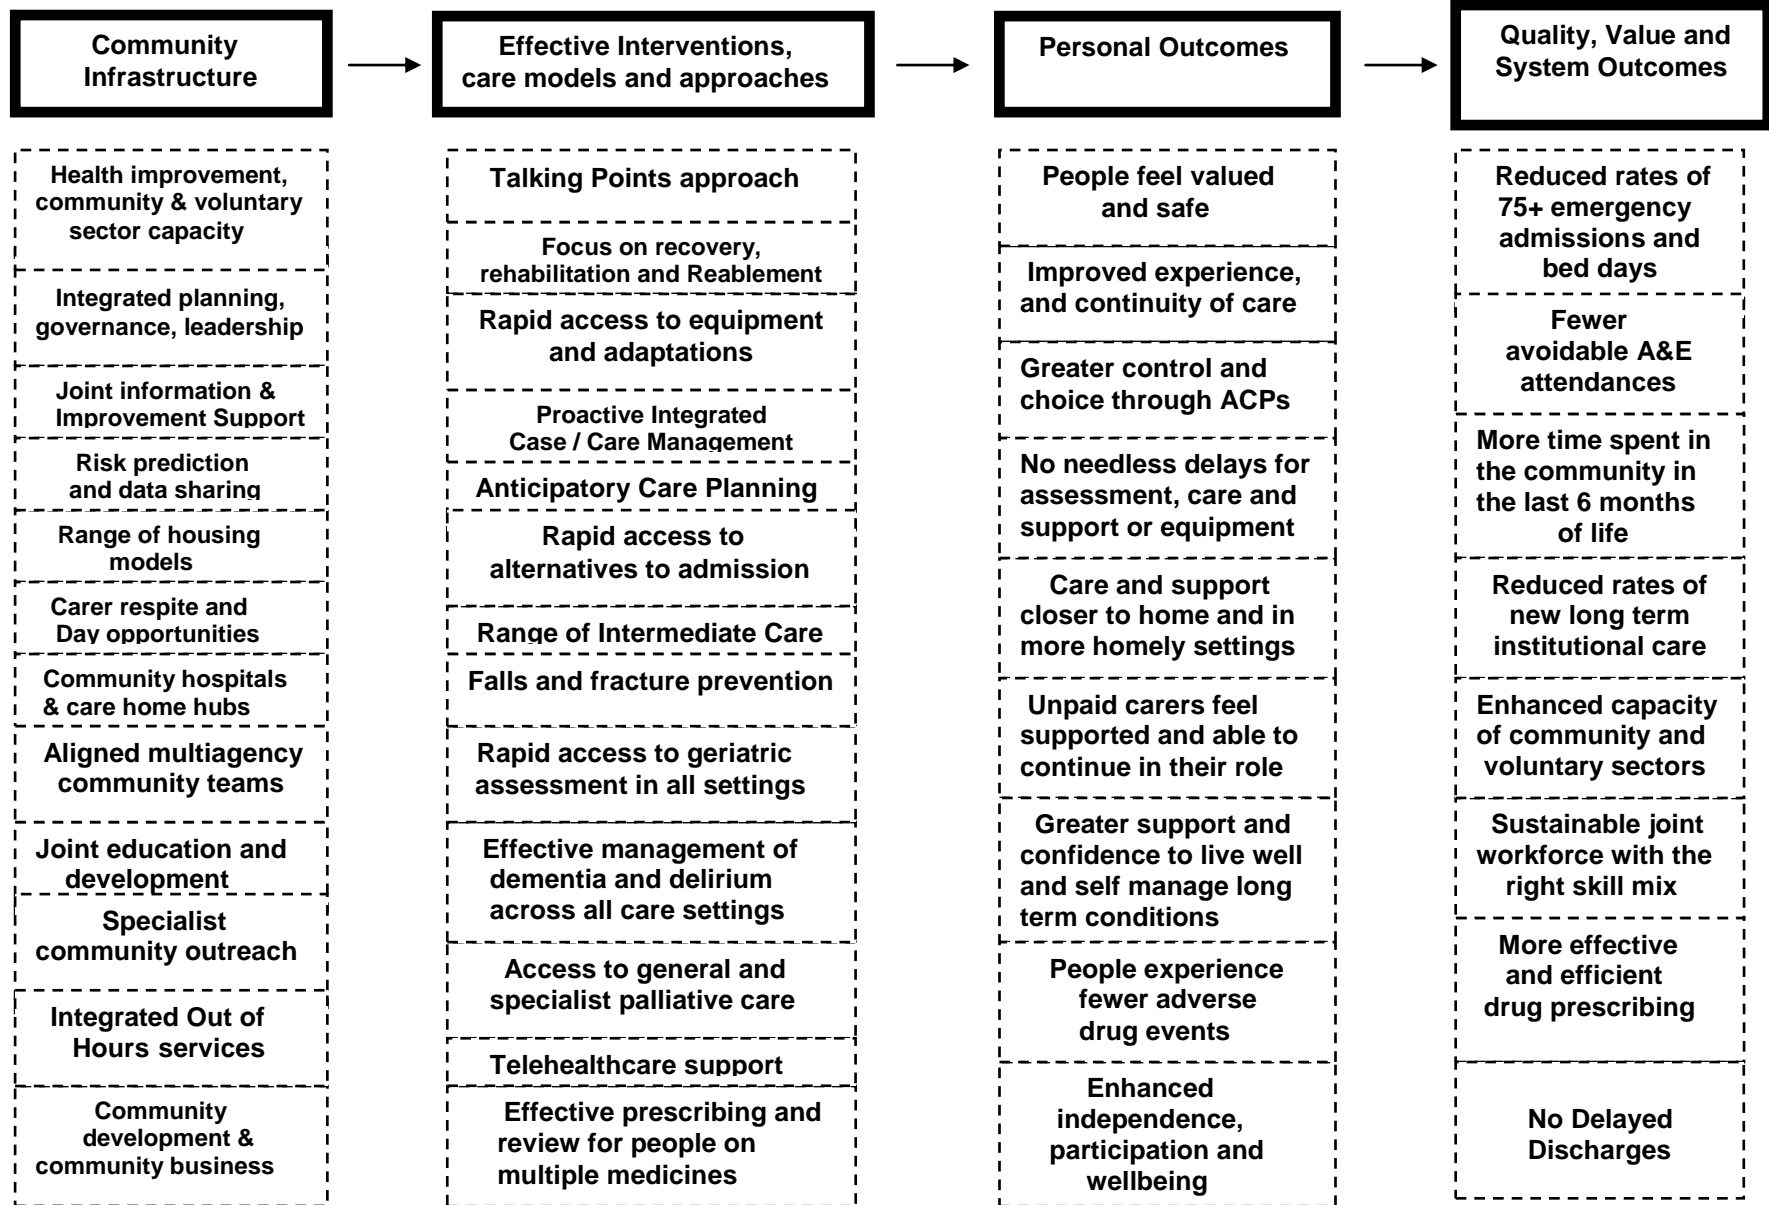 Community
Infrastructure
Effective Interventions,
care models and approaches
Personal Outcomes
Quality, Value and
System Outcomes
Health improvement,
community & voluntary
sector capacity
Integrated planning,
governance, leadership
Joint information &
Improvement Support
Risk prediction
and data sharing
Range of housing
models
Carer respite and
Day opportunities
Community hospitals
& care home hubs
Aligned multiagency
community teams
Joint education and
development
Specialist
community outreach
Integrated Out of
Hours services
Community
development &
community business
Talking Points approach
Focus on recovery,
rehabilitation and Reablement
Rapid access to equipment
and adaptations
Proactive Integrated
Case / Care Management
Anticipatory Care Planning
Rapid access to
alternatives to admission
Range of Intermediate Care
Falls and fracture prevention
Rapid access to geriatric
assessment in all settings
Effective management of
dementia and delirium
across all care settings
Access to general and
specialist palliative care
Telehealthcare support
Effective prescribing and
review for people on
multiple medicines
People feel valued
and safe
Improved experience,
and continuity of care
Greater control and
choice through ACPs
No needless delays for
assessment, care and
support or equipment
Care and support
closer to home and in
more homely settings
Unpaid carers feel
supported and able to
continue in their role
Greater support and
confidence to live well
and self manage long
term conditions
People experience
fewer adverse
drug events
Enhanced
independence,
participation and
wellbeing
Reduced rates of
75+ emergency
admissions and
bed days
Fewer
avoidable A&E
attendances
More time spent in
the community in
the last 6 months
of life
Reduced rates of
new long term
institutional care
Enhanced capacity
of community and
voluntary sectors
Sustainable joint
workforce with the
right skill mix
More effective
and efficient
drug prescribing
No Delayed
Discharges